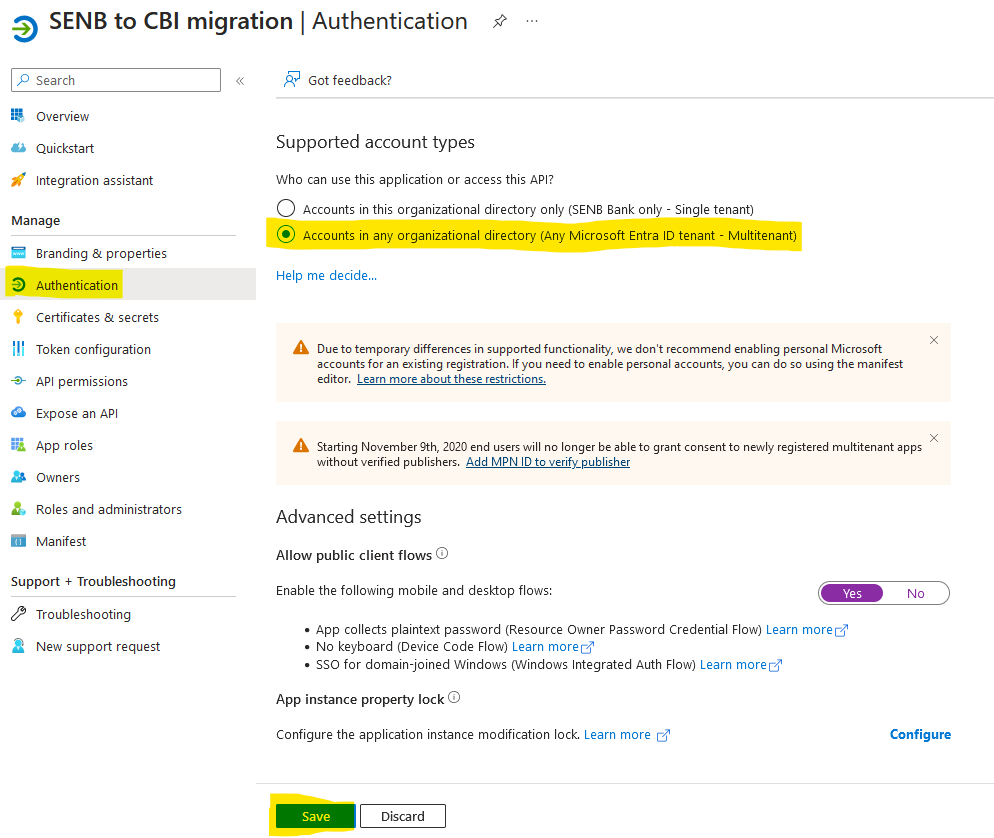 SENB to CBI migration | Authentication
Search
«
Got feedback?
Overview
Quickstart
Integration assistant
Manage
Branding & properties
Authentication
Certificates & secrets
Token configuration
API permissions
Expose an API
App roles
Owners
Roles and administrators
Manifest
Support + Troubleshooting
Troubleshooting
New support request
Supported account types
Who can use this application or access this API?
Accounts in this organizational directory only (SENB Bank only - Single tenant)
Accounts in any organizational directory (Any Microsoft Entra ID tenant - Multitenant)
Help me decide...
Due to temporary differences in supported functionality, we don't recommend enabling personal Microsoft
accounts for an existing registration. If you need to enable personal accounts, you can do so using the manifest
editor. Learn more about these restrictions.
Starting November 9th, 2020 end users will no longer be able to grant consent to newly registered multitenant apps
without verified publishers. Add MPN ID to verify publisher
Advanced settings
Allow public client flows
Enable the following mobile and desktop flows:
Yes No
• App collects plaintext password (Resource Owner Password Credential Flow) Learn more
• No keyboard (Device Code Flow) Learn more
• SSO for domain-joined Windows (Windows Integrated Auth Flow) Learn more
App instance property lock
Configure the application instance modification lock. Learn more
Configure
Save Discard